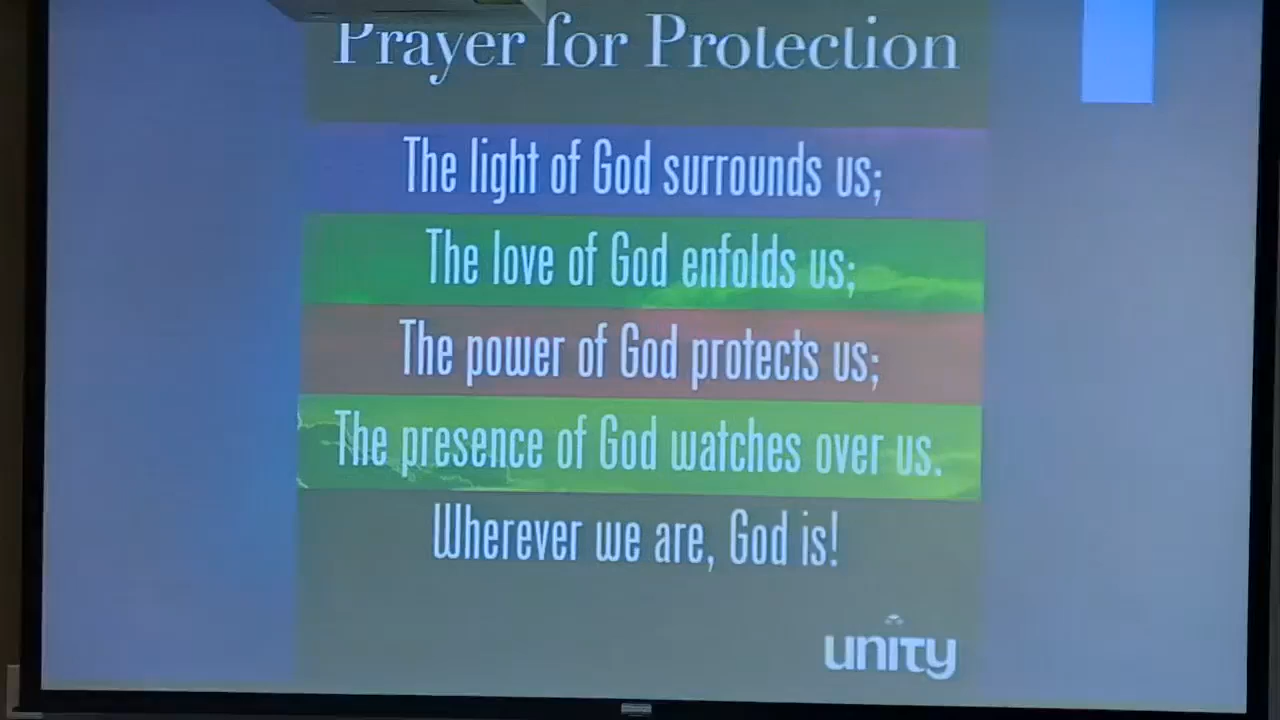 Prayer for Protection
The light of God surrounds us;
The love of God enfolds us;
The power of God protects us;
The presence of God watches over us.
Wherever we are, God is!
unity